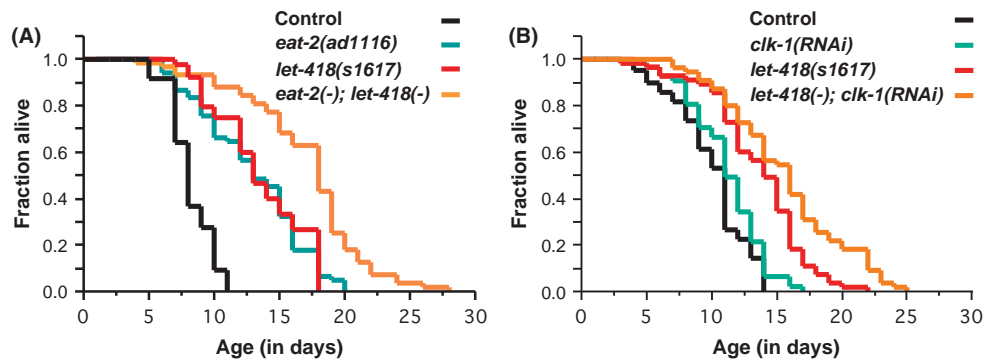 (A)
Control
eat-2(ad1116)
let-418(s1617)
eat-2(-); let-418(-)
Fraction alive
1.0
0.8
0.6
0.4
0.2
0.0
0 5 10 15 20 25 30
Age (in days)
(B)
Control
clk-1(RNAi)
let-418(s1617)
let-418(-); clk-1(RNAi)
Fraction alive
1.0
0.8
0.6
0.4
0.2
0.0
0 5 10 15 20 25 30
Age (in days)